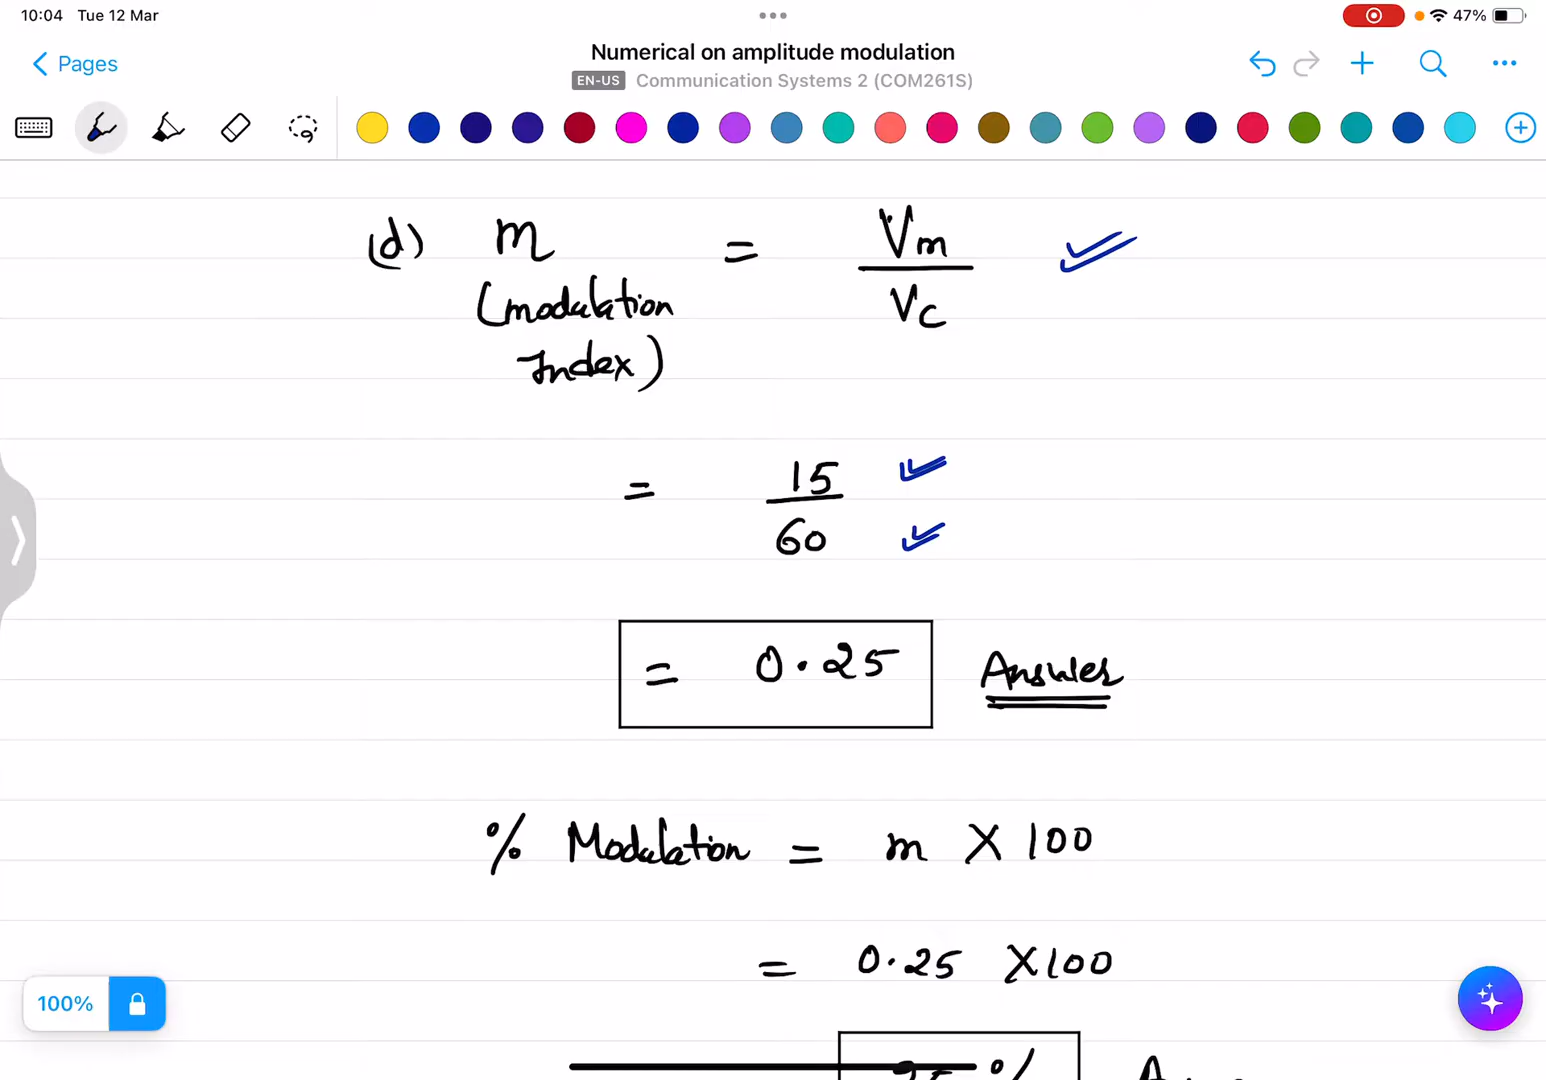 10:04 Tue 12 Mar
47%
Pages
Numerical on amplitude modulation
EN-US Communication Systems 2 (COM261S)
(d) m = Vm / Vc
(modulation
Index)
= 15 / 60
= 0.25 Answer
% Modulation = m X 100
= 0.25 X 100
100%